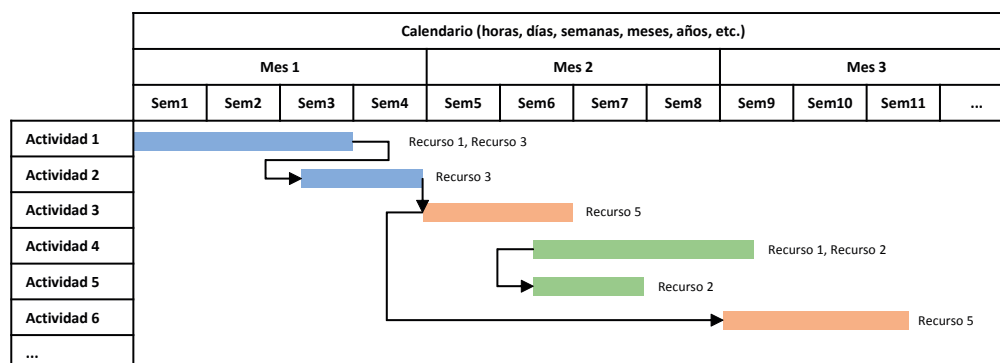 Calendario (horas, días, semanas, meses, años, etc.)
Mes 1 Mes 2 Mes 3
Sem1 Sem2 Sem3 Sem4 Sem5 Sem6 Sem7 Sem8 Sem9 Sem10 Sem11 ...
Actividad 1 Recurso 1, Recurso 3
Actividad 2 Recurso 3
Actividad 3 Recurso 5
Actividad 4 Recurso 1, Recurso 2
Actividad 5 Recurso 2
Actividad 6 Recurso 5
...